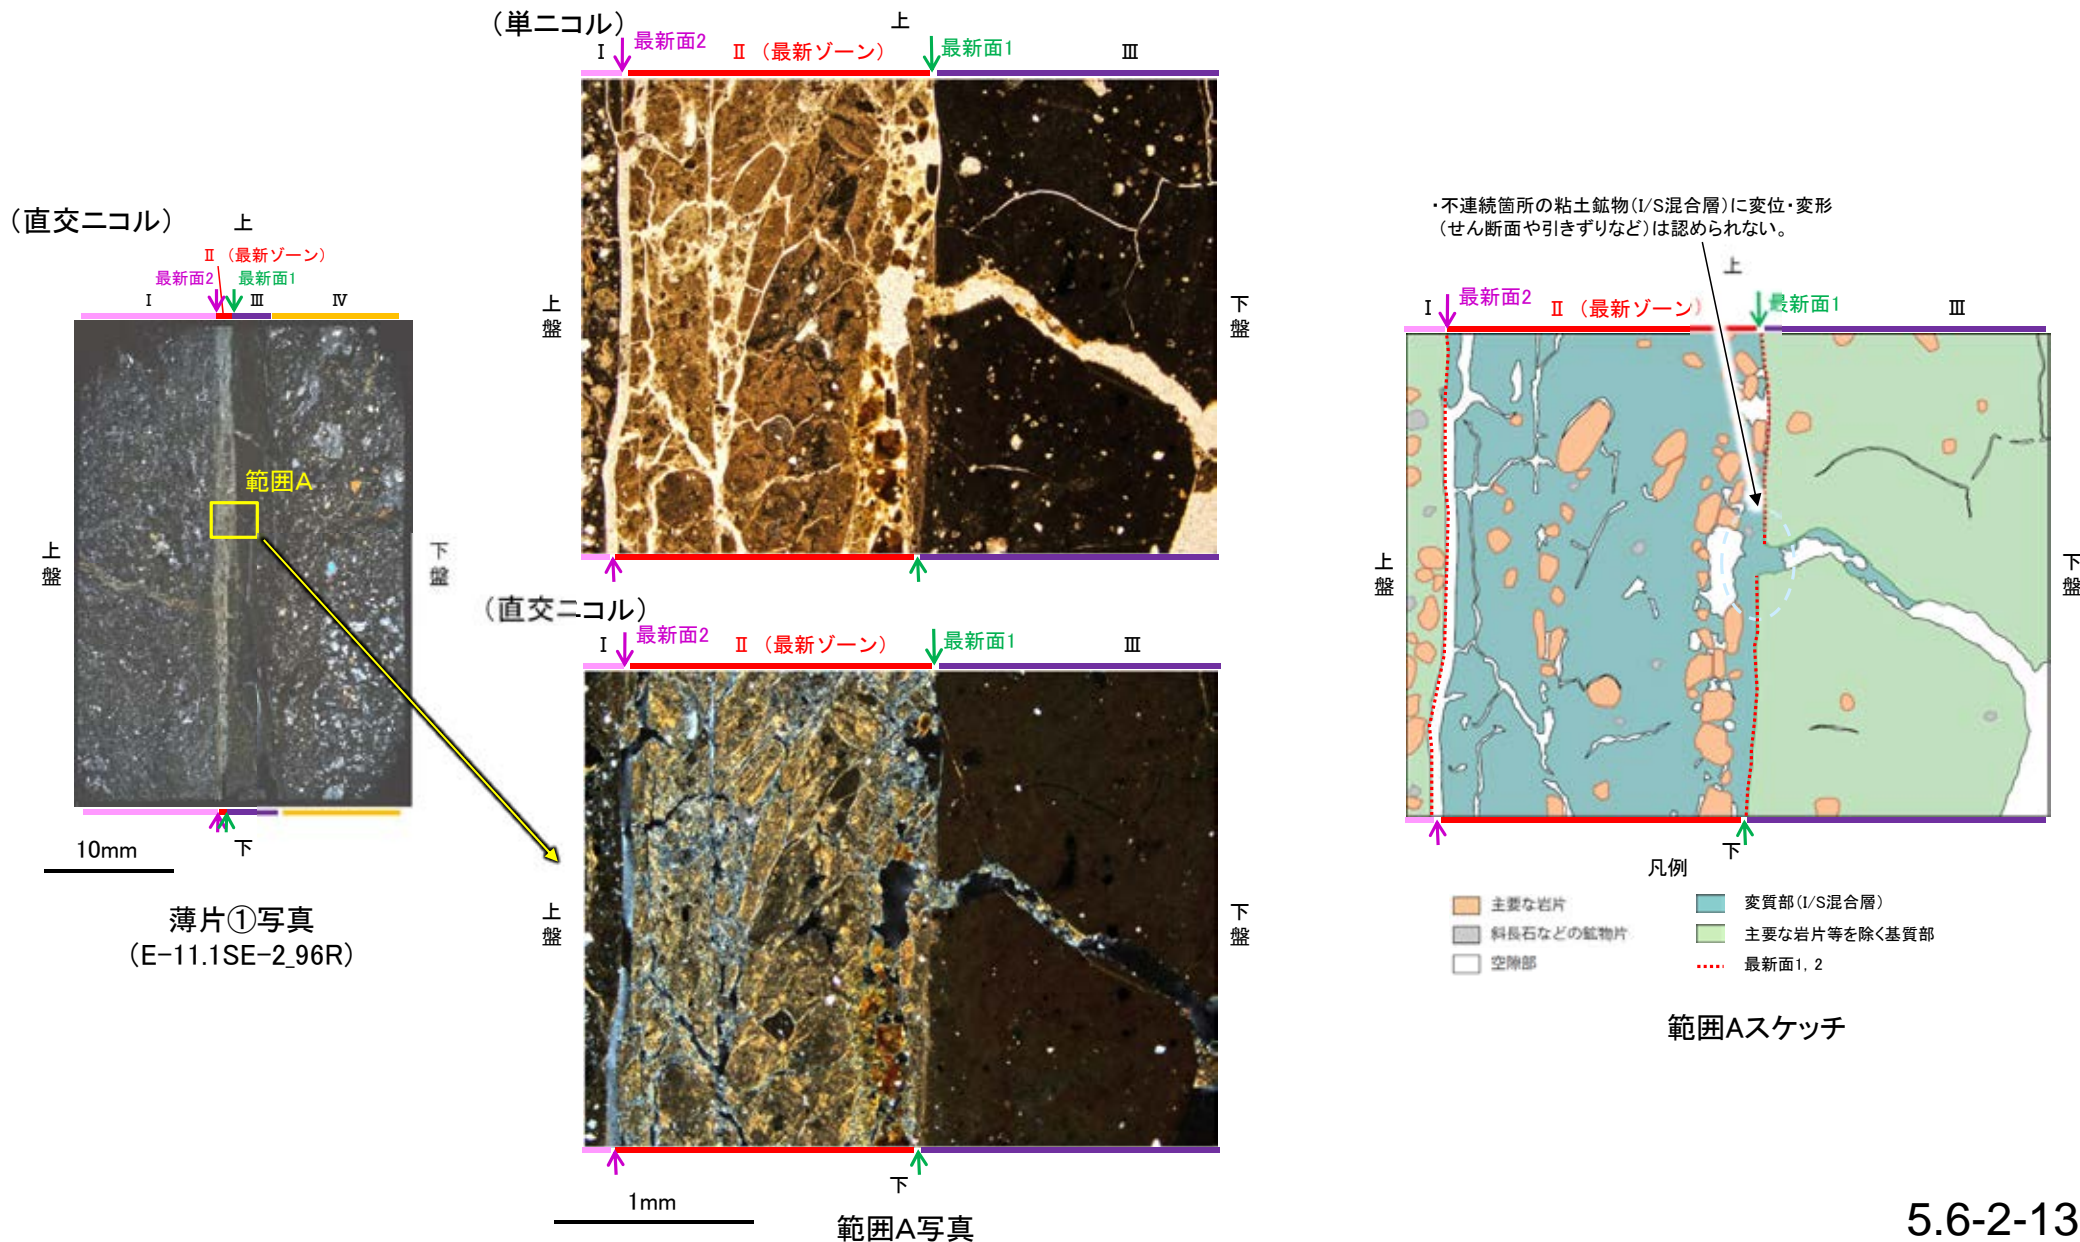 (直交ニコル)
上
Ⅱ (最新ゾーン)
最新面2
最新面1
Ⅰ
Ⅲ
Ⅳ
範囲A
上盤
下盤
下
10mm
薄片①写真
(E-11.1SE-2_96R)
(単ニコル)
上
Ⅰ
最新面2
Ⅱ (最新ゾーン)
最新面1
Ⅲ
上盤
下盤
(直交ニコル)
Ⅰ
最新面2
Ⅱ (最新ゾーン)
最新面1
Ⅲ
上盤
下盤
下
1mm
範囲A写真
・不連続箇所の粘土鉱物(I/S混合層)に変位・変形
(せん断面や引きずりなど)は認められない。
上
Ⅰ
最新面2
Ⅱ (最新ゾーン)
最新面1
Ⅲ
上盤
下盤
下
凡例
主要な岩片
斜長石などの鉱物片
空隙部
変質部(I/S混合層)
主要な岩片等を除く基質部
最新面1, 2
範囲Aスケッチ
5.6-2-13